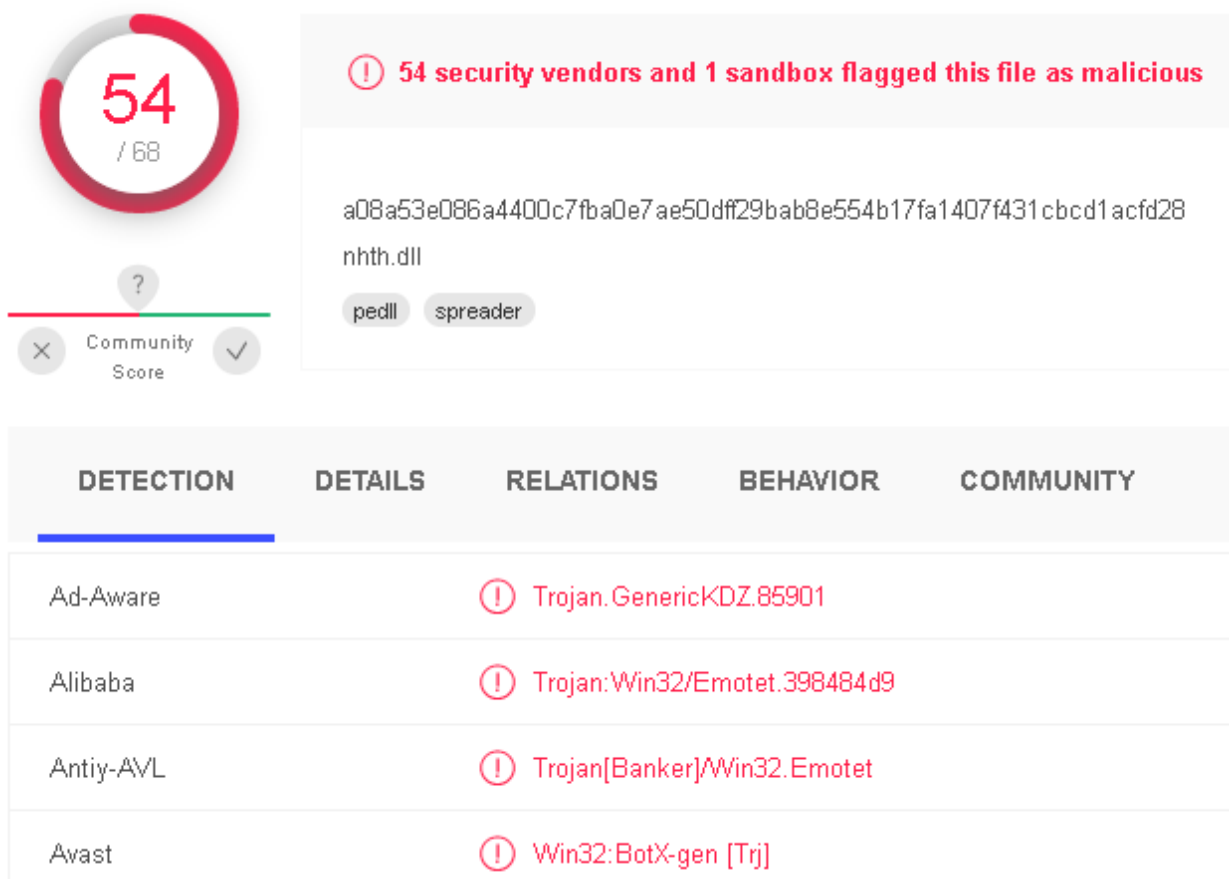 54
/ 68
54 security vendors and 1 sandbox flagged this file as malicious
a08a53e086a4400c7fba0e7ae50dff29bab8e554b17fa1407f431cbcd1acfd28
nhth.dll
pedll spreader
?
Community
Score
DETECTION DETAILS RELATIONS BEHAVIOR COMMUNITY
Ad-Aware Trojan.GenericKDZ.85901
Alibaba Trojan:Win32/Emotet.398484d9
Antiy-AVL Trojan[Banker]/Win32.Emotet
Avast Win32:BotX-gen [Trj]